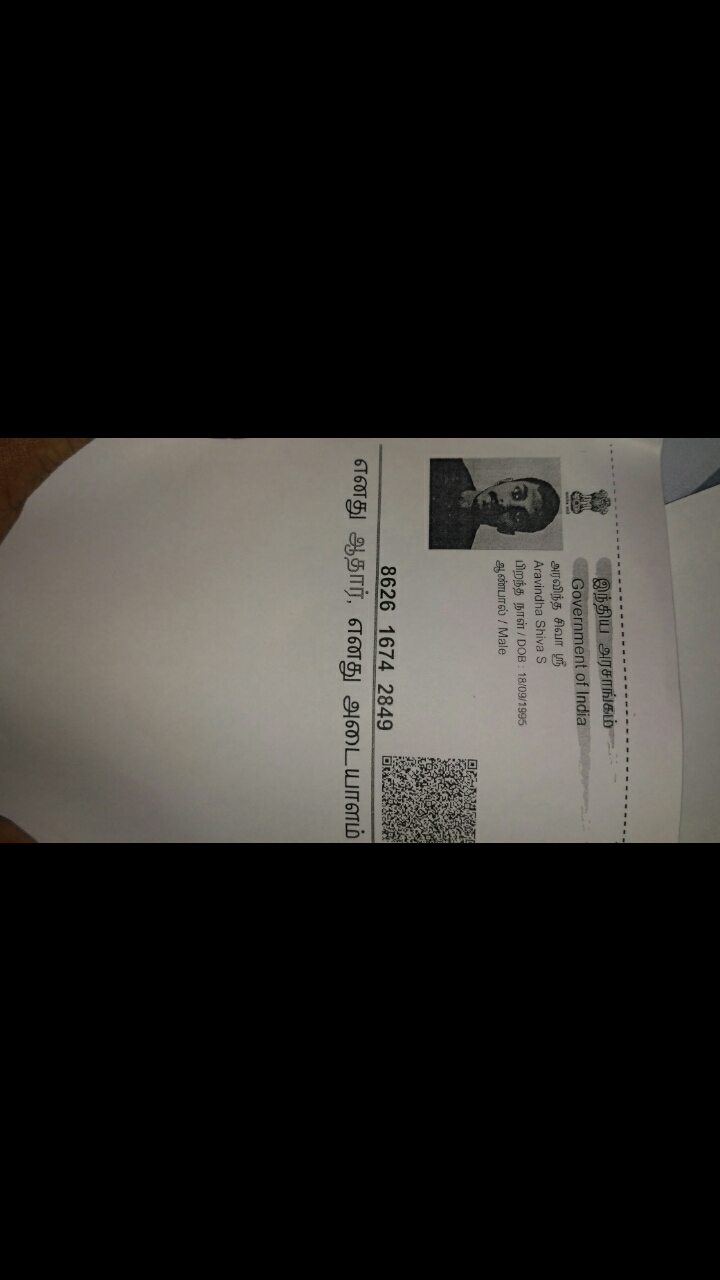 இந்திய அரசாங்கம்
Government of India
அரவிந்த சிவா ஸ்ரீ
Aravindha Shiva S
பிறந்த நாள் / DOB : 18/09/1995
ஆண்பால் / Male
8626 1674 2849
எனது ஆதார், எனது அடையாளம்